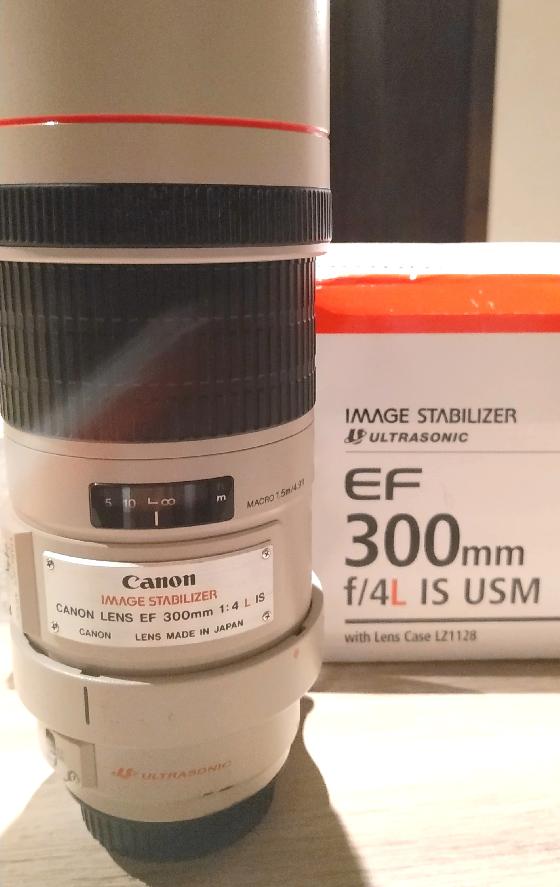 5 10 L∞ m
MACRO 1.5m/4.9ft
Canon
IMAGE STABILIZER
CANON LENS EF 300mm 1:4 L IS
CANON LENS MADE IN JAPAN
ULTRASONIC
IMAGE STABILIZER
ULTRASONIC
EF
300mm
f/4L IS USM
with Lens Case LZ1128